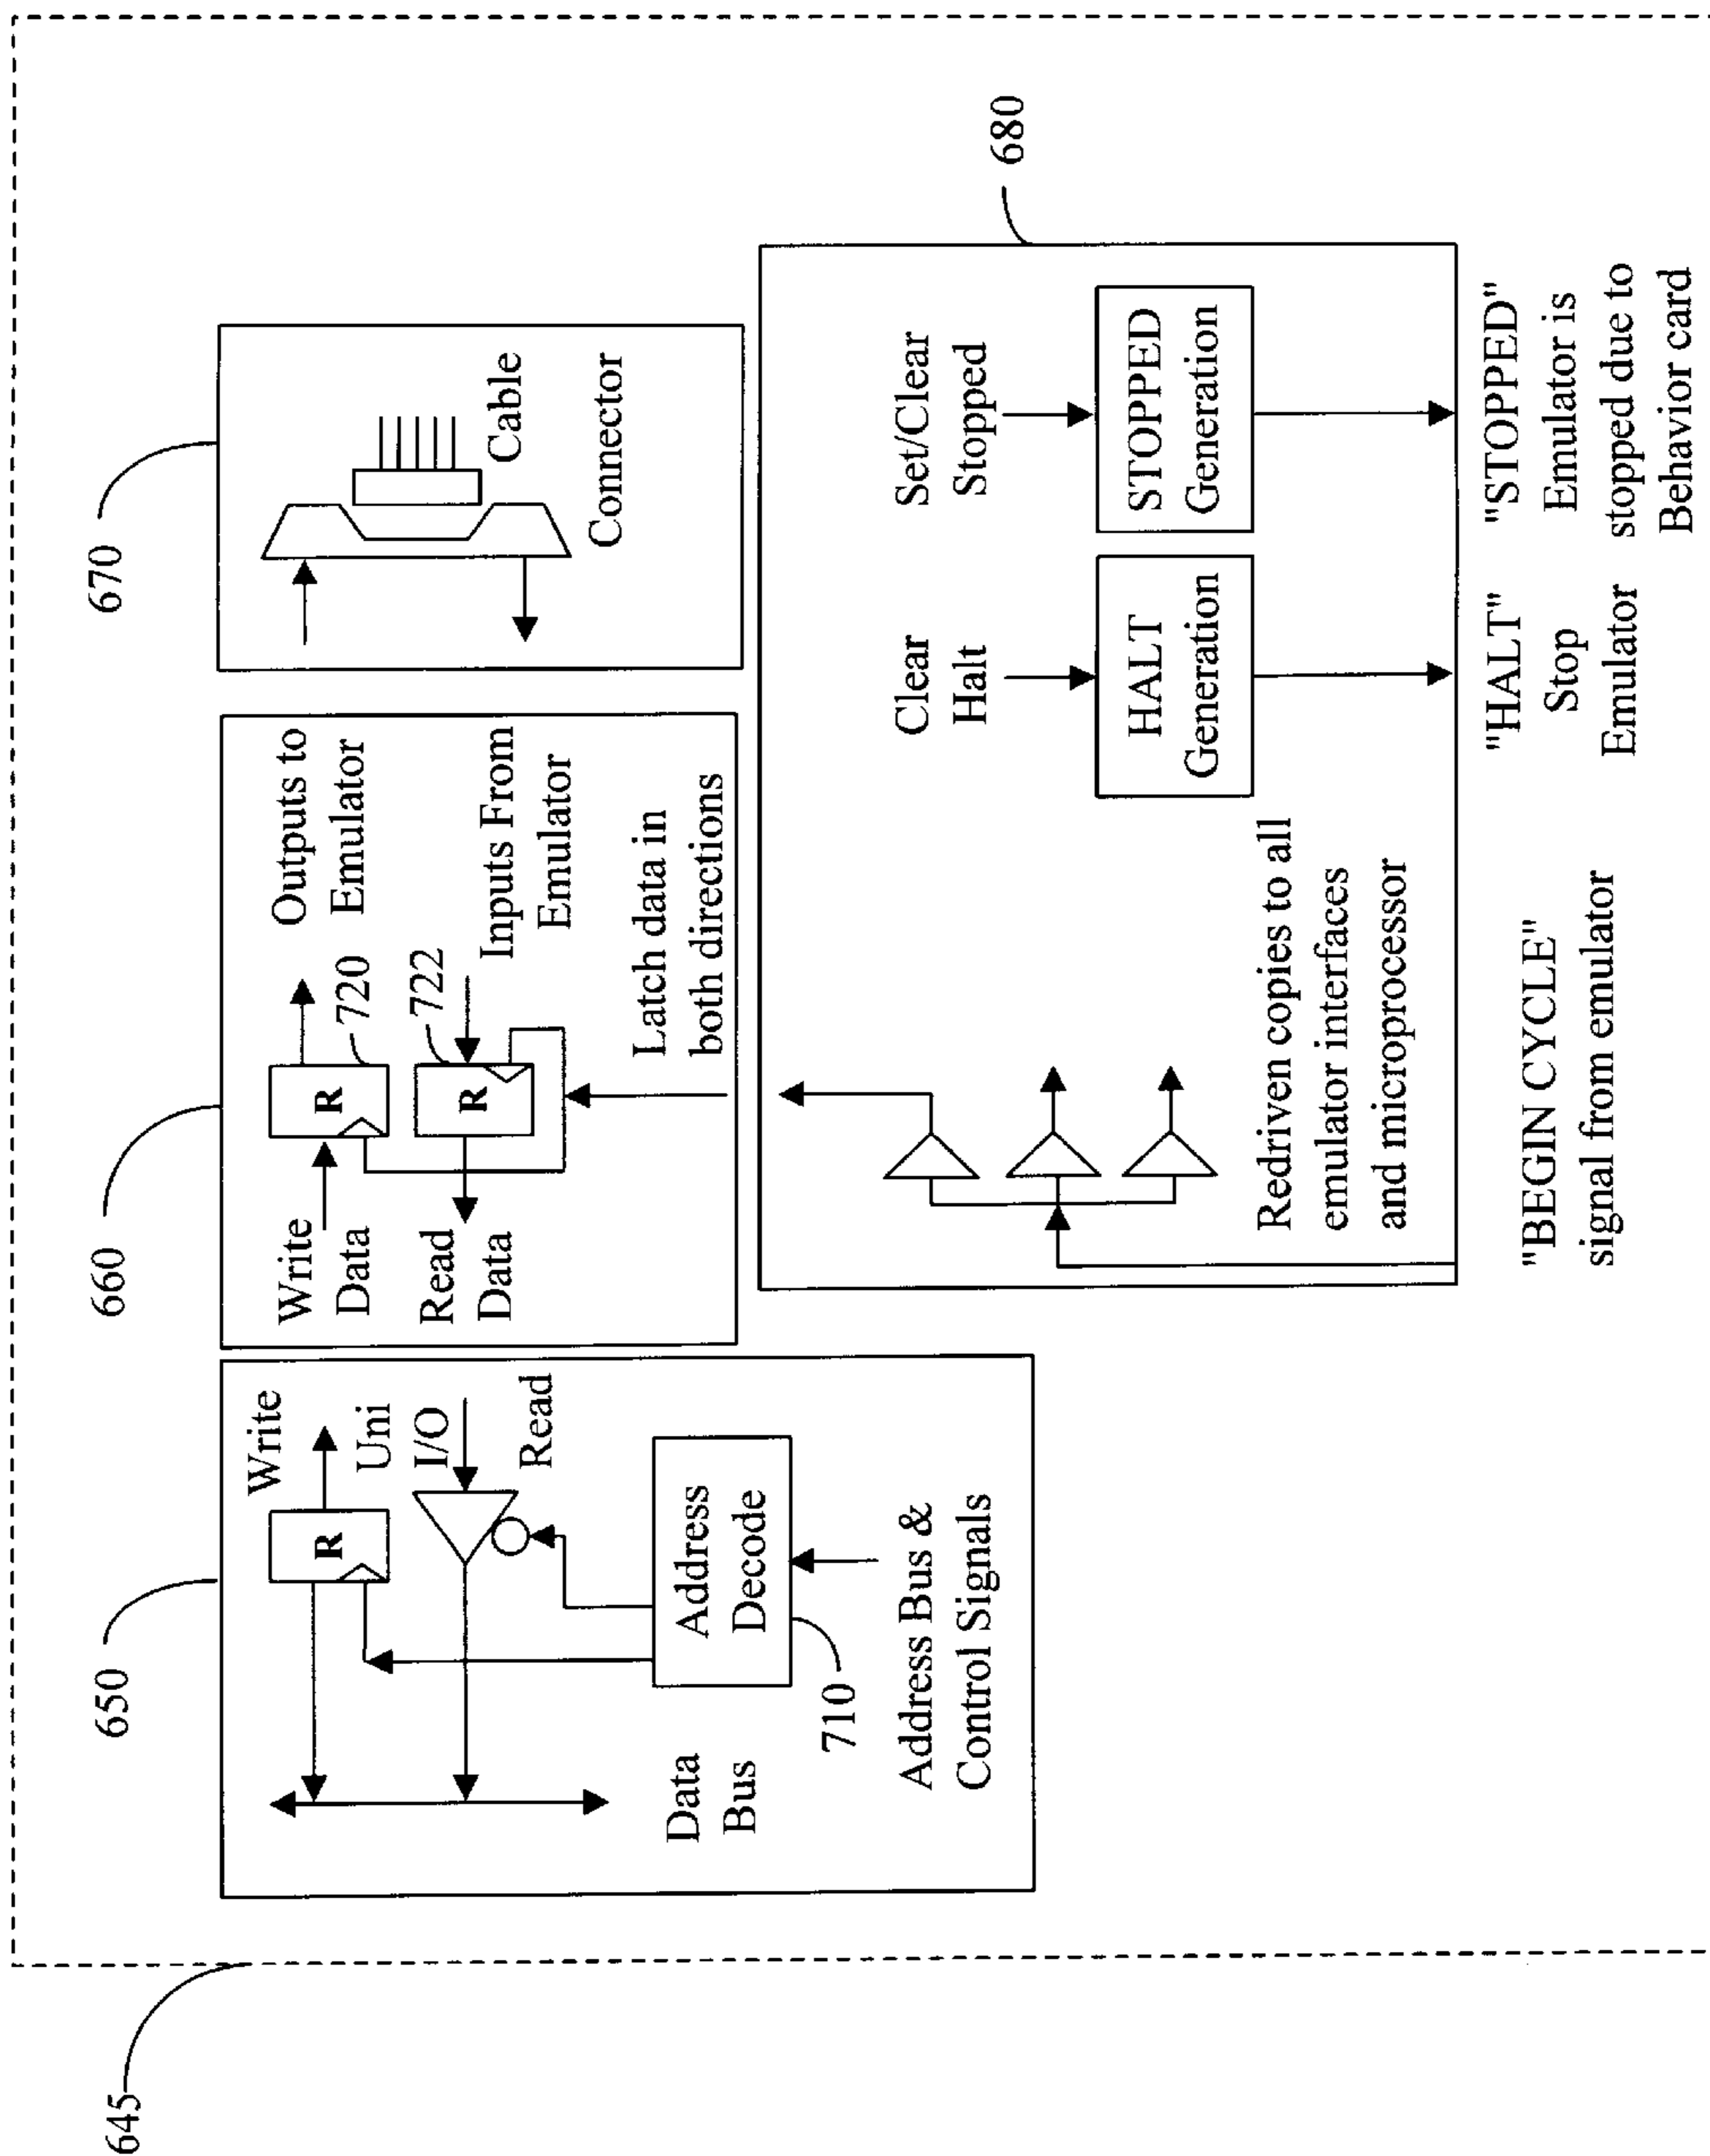 645
650
Write
R
Uni
I/O
Read
Data
Bus
Address
Decode
710
Address Bus &
Control Signals
660
Write
Data
Read
Data
R
720
R
722
Outputs to
Emulator
Inputs From
Emulator
Latch data in
both directions
670
Cable
Connector
680
Redriven copies to all
emulator interfaces
and microprocessor
Clear
Halt
HALT
Generation
Set/Clear
Stopped
STOPPED
Generation
"BEGIN CYCLE"
signal from emulator
"HALT"
Stop
Emulator
"STOPPED"
Emulator is
stopped due to
Behavior card